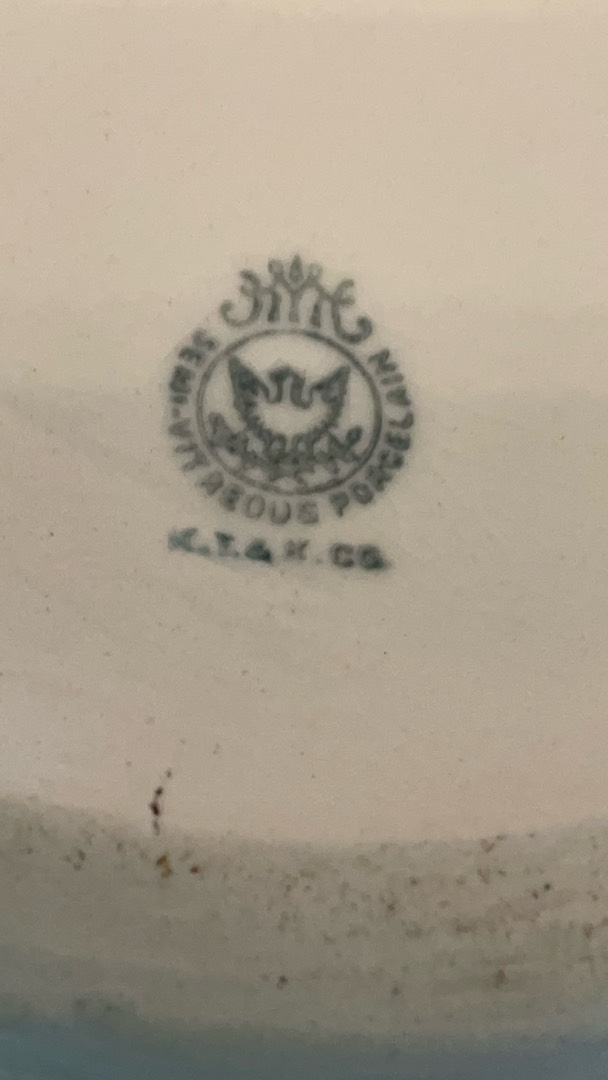 SEMI-VITREOUS PORCELAIN
K.T.& K. CO.